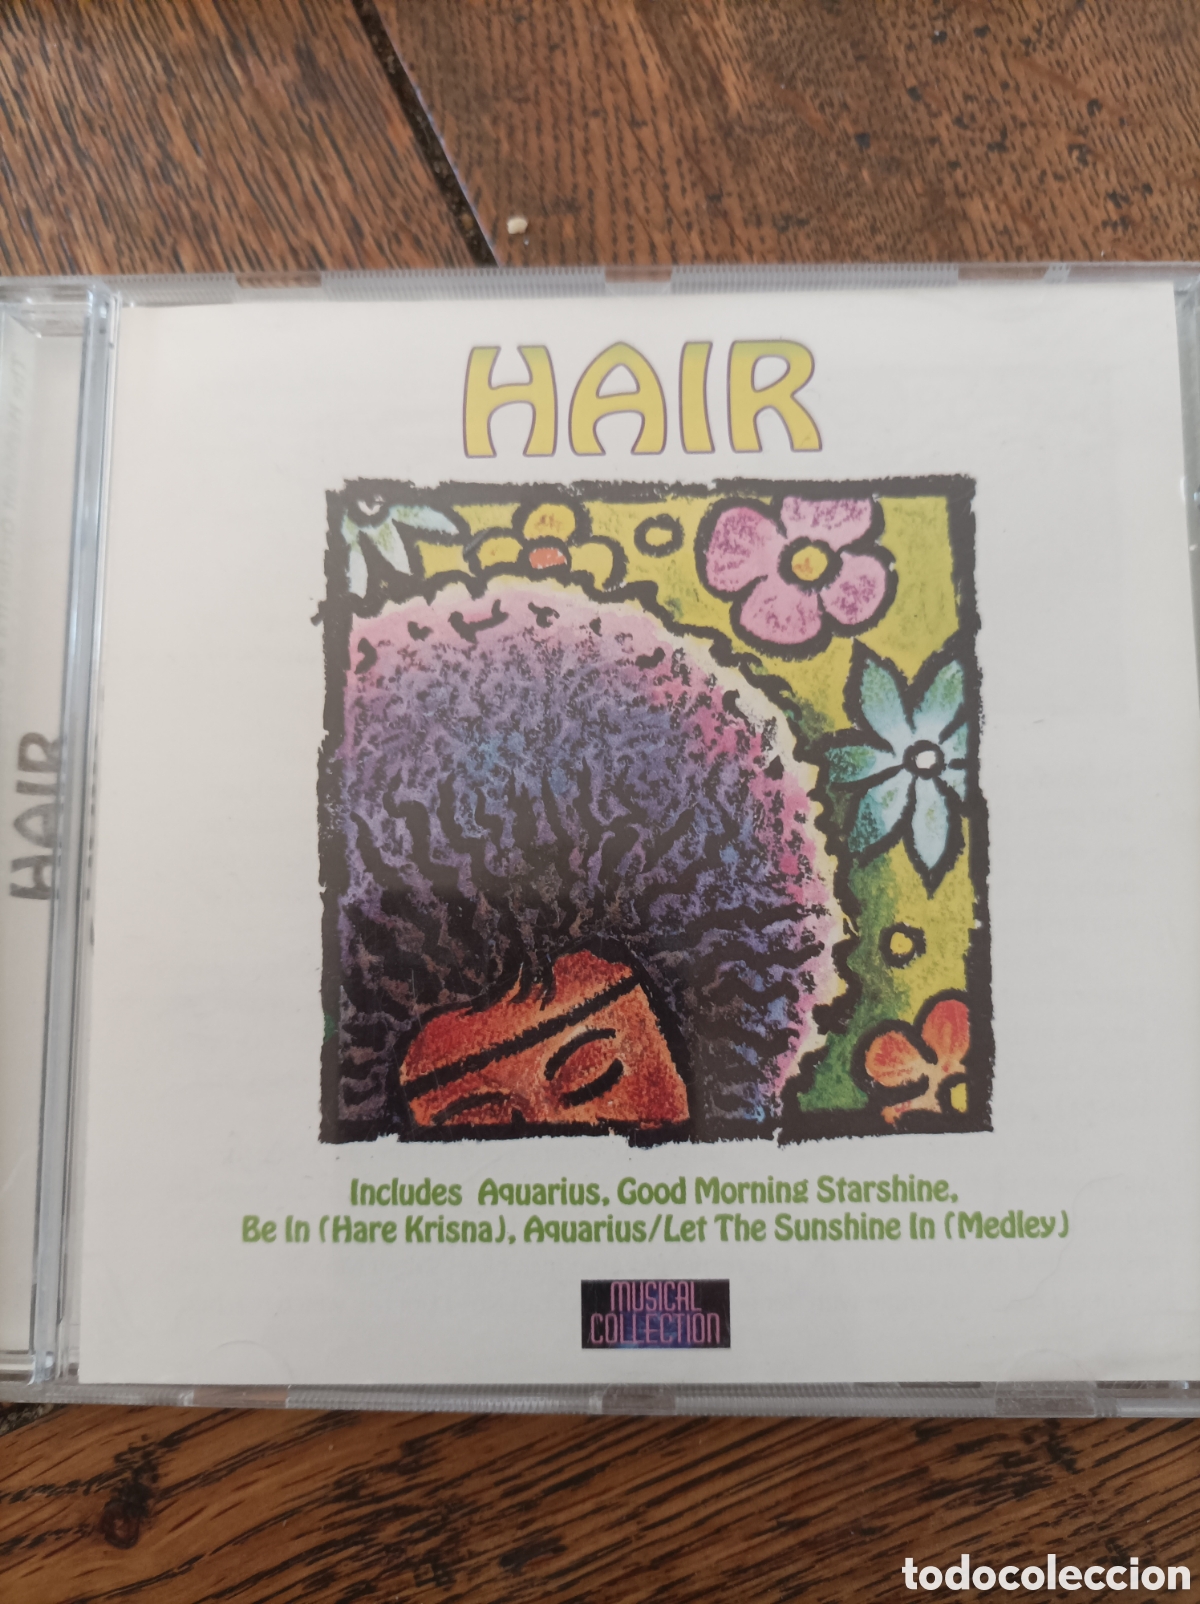 HAIR
HAIR
Includes Aquarius, Good Morning Starshine,
Be In (Hare Krisna), Aquarius/Let The Sunshine In (Medley)
MUSICAL
COLLECTION
todocoleccion